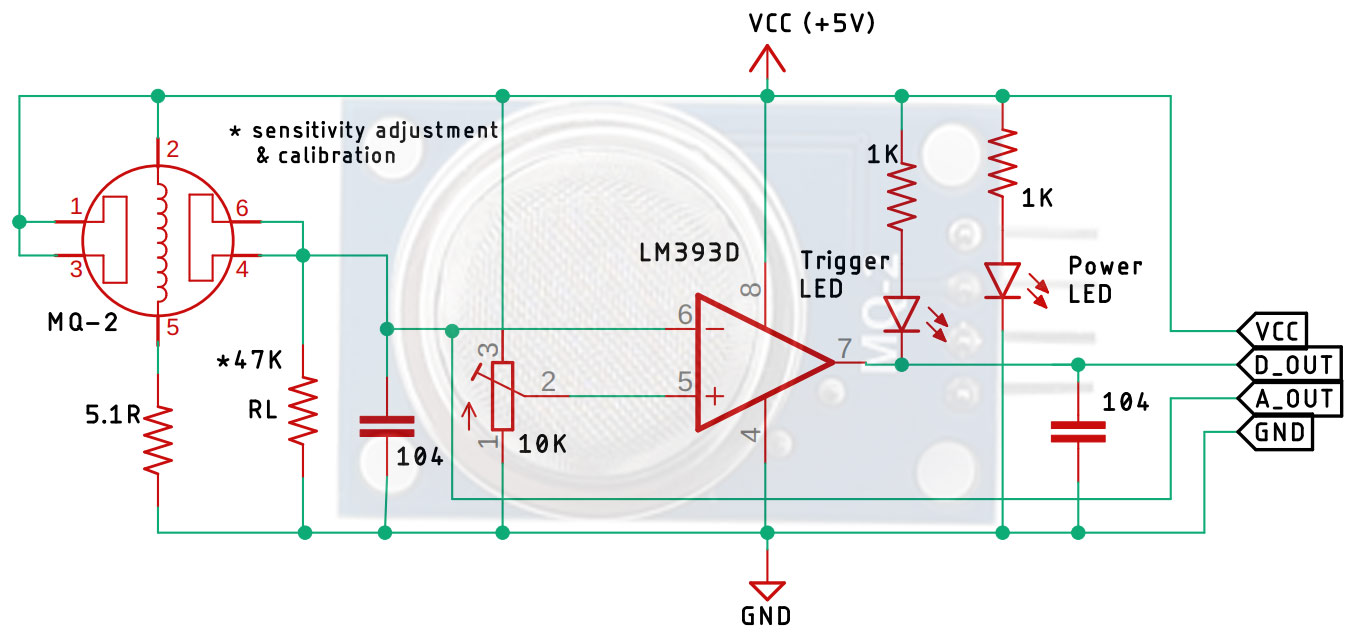 VCC (+5V)
* sensitivity adjustment
& calibration
2
1
6
3
4
MQ-2
5
*47K
RL
5.1R
104
3
2
1
10K
LM393D
8
6
5
7
4
1K
1K
Trigger
LED
Power
LED
MQ-2
104
VCC
D_OUT
A_OUT
GND
GND